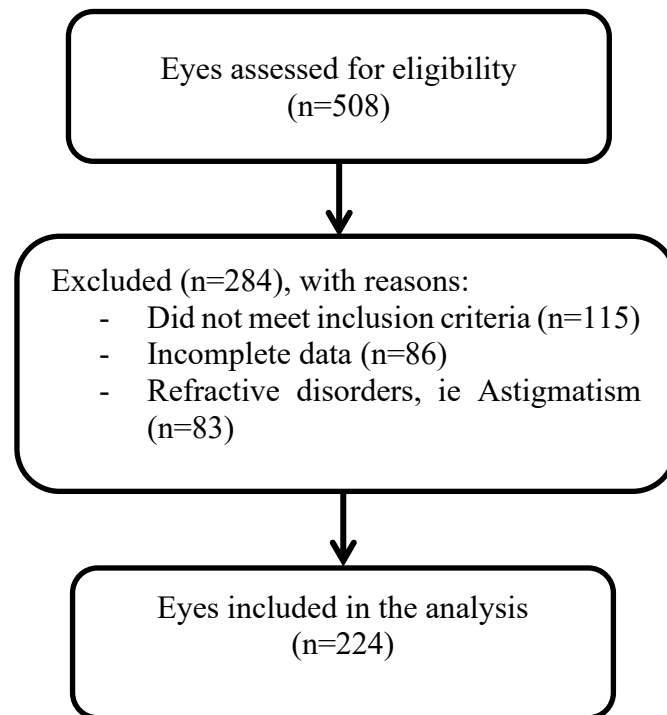 Eyes assessed for eligibility
(n=508)
Excluded (n=284), with reasons:
- Did not meet inclusion criteria (n=115)
- Incomplete data (n=86)
- Refractive disorders, ie Astigmatism
(n=83)
Eyes included in the analysis
(n=224)